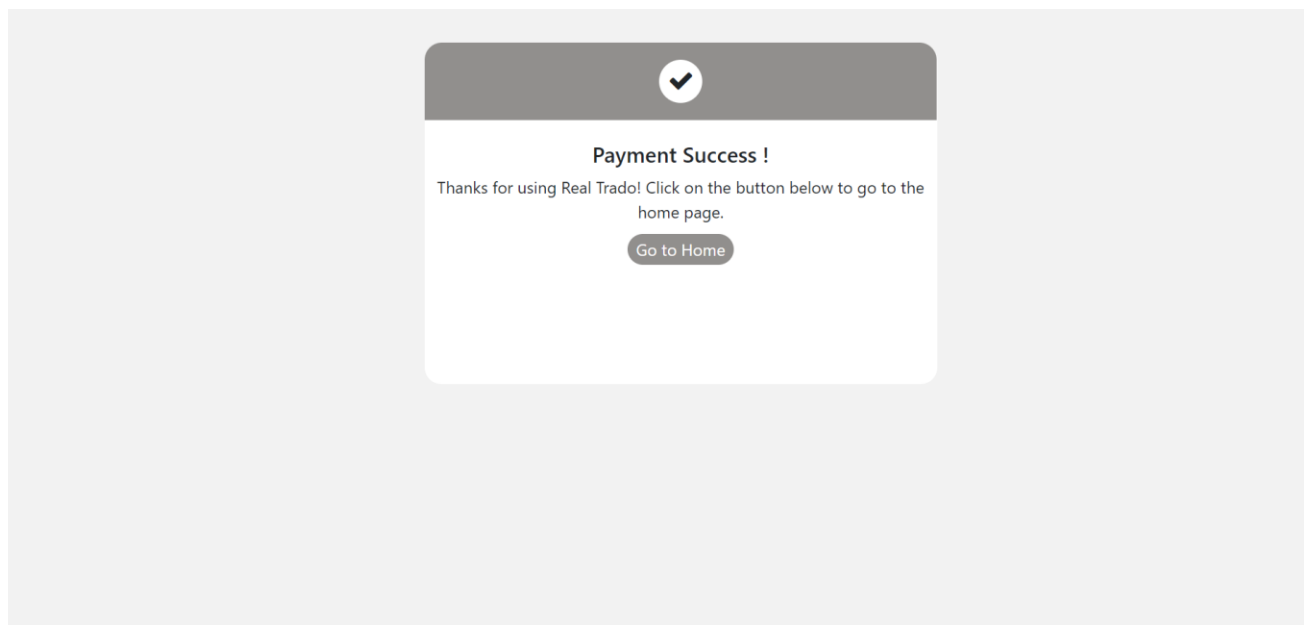 Payment Success !
Thanks for using Real Trado! Click on the button below to go to the
home page.
Go to Home